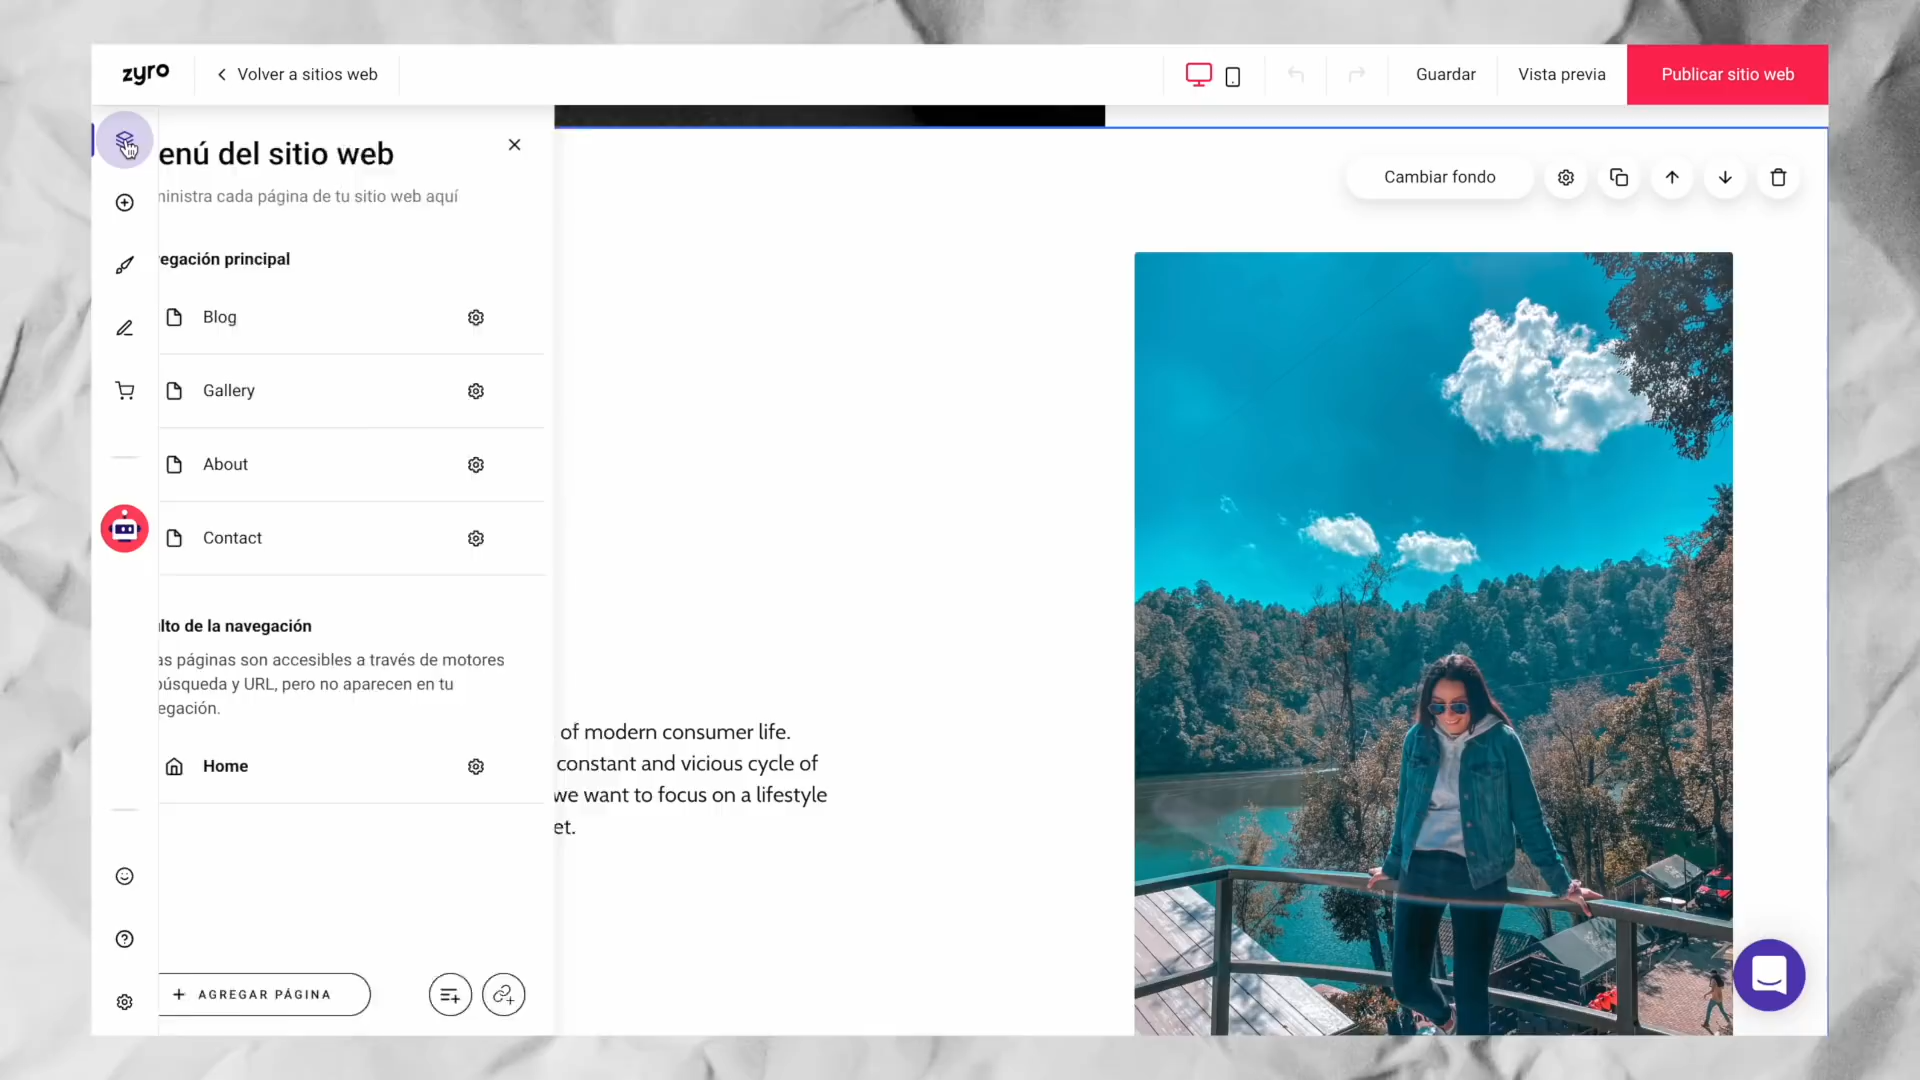 zyro
Volver a sitios web
Guardar
Vista previa
Publicar sitio web
enú del sitio web
ministra cada página de tu sitio web aquí
egación principal
Blog
Gallery
About
Contact
lto de la navegación
as páginas son accesibles a través de motores
búsqueda y URL, pero no aparecen en tu
egación.
Home
+ AGREGAR PÁGINA
Cambiar fondo
of modern consumer life.
constant and vicious cycle of
we want to focus on a lifestyle
et.